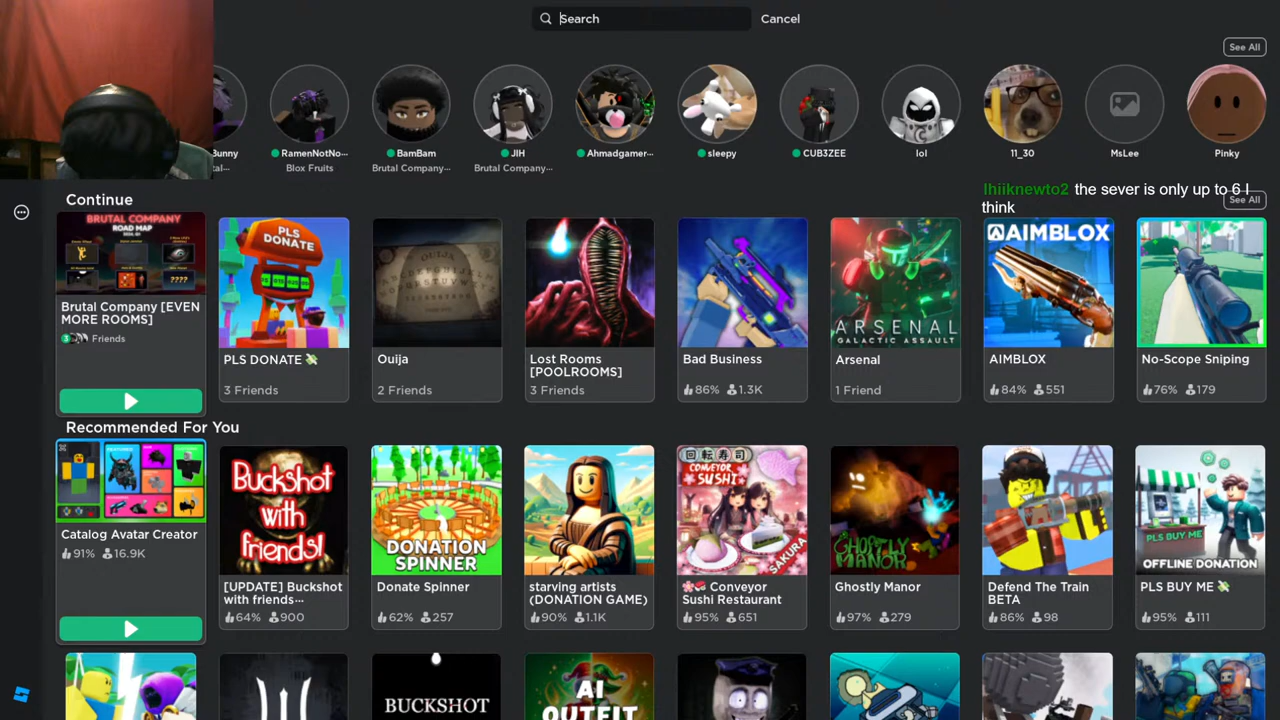 Search
Cancel
See All
Bunny
RamenNotNo...
Blox Fruits
BamBam
Brutal Company...
JIH
Brutal Company...
Ahmadgamer...
sleepy
CUB3ZEE
lol
11_30
MsLee
Pinky
lhiiknewto2 the sever is only up to 6 I
think
See All
Continue
BRUTAL COMPANY
ROAD MAP
????
Brutal Company [EVEN
MORE ROOMS]
3 Friends
PLS
DONATE
PLS DONATE 💸
3 Friends
OUIJA
Ouija
2 Friends
Lost Rooms
[POOLROOMS]
3 Friends
Bad Business
86% 1.3K
ARSENAL
GALACTIC ASSAULT
Arsenal
1 Friend
AIMBLOX
AIMBLOX
84% 551
No-Scope Sniping
76% 179
Recommended For You
Catalog Avatar Creator
91% 16.9K
Buckshot
with
friends!
[UPDATE] Buckshot
with friends...
64% 900
DONATION
SPINNER
Donate Spinner
62% 257
starving artists
(DONATION GAME)
90% 1.1K
回転寿司
CONVEYOR
SUSHI
SAKURA
🌸🍣 Conveyor
Sushi Restaurant
95% 651
GHOSTLY
MANOR
Ghostly Manor
97% 279
Defend The Train
BETA
86% 98
PLS BUY ME
OFFLINE DONATION
PLS BUY ME 💸
95% 111
BUCKSHOT
AI
OUTFIT